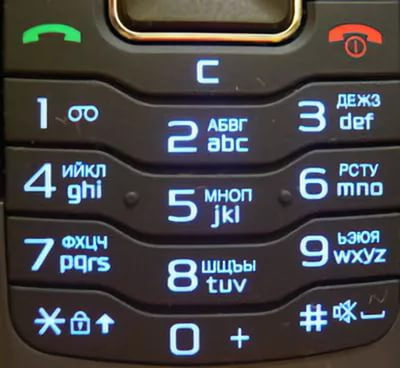 C
1
2 АБВГ
abc
3 ДЕЖЗ
def
4 ИЙКЛ
ghi
5 МНОП
jkl
6 РСТУ
mno
7 ФХЦЧ
pqrs
8 ШЩЪЫ
tuv
9 ЬЭЮЯ
wxyz
*
0 +
#